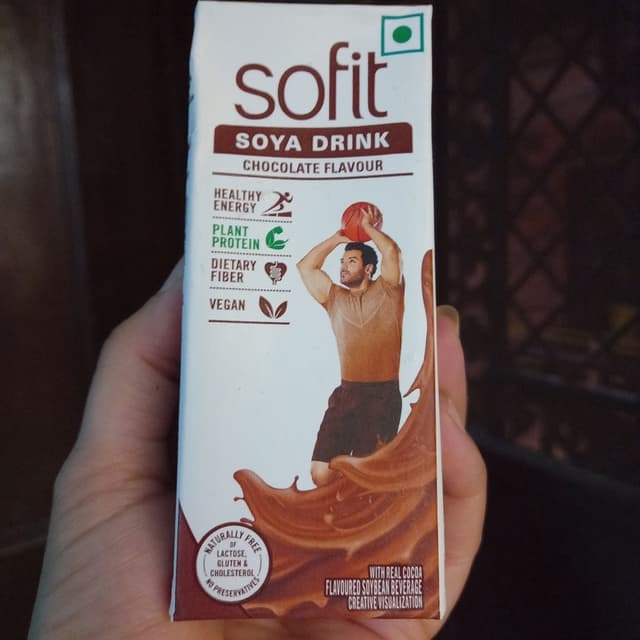 sofit
SOYA DRINK
CHOCOLATE FLAVOUR
HEALTHY
ENERGY
PLANT
PROTEIN
DIETARY
FIBER
VEGAN
NATURALLY FREE
OF
LACTOSE,
GLUTEN &
CHOLESTEROL
NO PRESERVATIVES
WITH REAL COCOA
FLAVOURED SOYBEAN BEVERAGE
CREATIVE VISUALIZATION